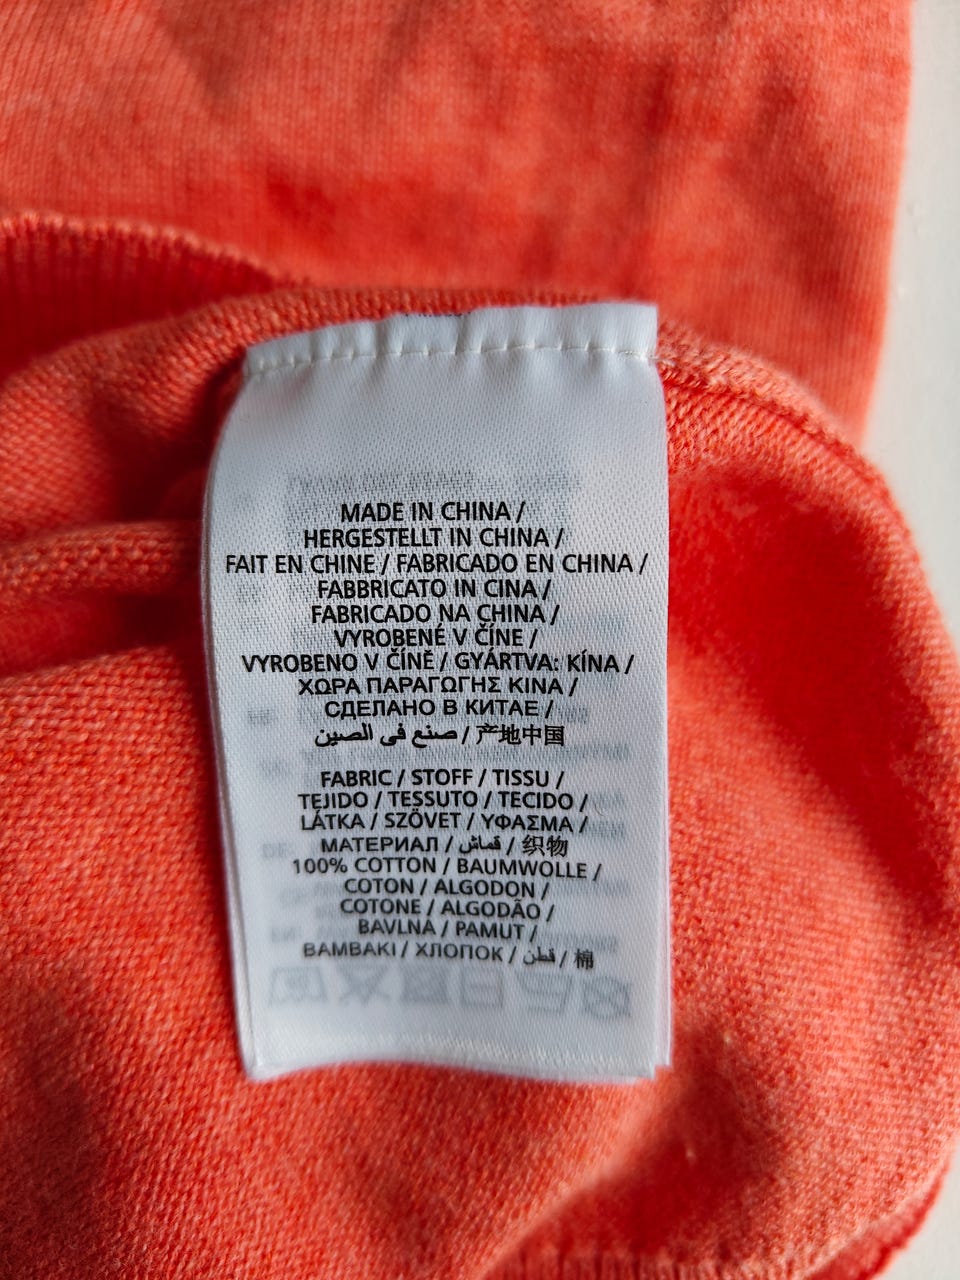 MADE IN CHINA /
HERGESTELLT IN CHINA /
FAIT EN CHINE / FABRICADO EN CHINA /
FABBRICATO IN CINA /
FABRICADO NA CHINA /
VYROBENÉ V ČÍNE /
VYROBENO V ČÍNĚ / GYÁRTVA: KÍNA /
ΧΩΡΑ ΠΑΡΑΓΩΓΗΣ ΚΙΝΑ /
СДЕЛАНО В КИТАЕ /
صنع في الصين / 产地中国
FABRIC / STOFF / TISSU /
TEJIDO / TESSUTO / TECIDO /
LÁTKA / SZÖVET / ΥΦΑΣΜΑ /
МАТЕРИАЛ / قماش / 织物
100% COTTON / BAUMWOLLE /
COTON / ALGODON /
COTONE / ALGODÃO /
BAVLNA / PAMUT /
ΒΑΜΒΑΚΙ / ХЛОПОК / قطن / 棉